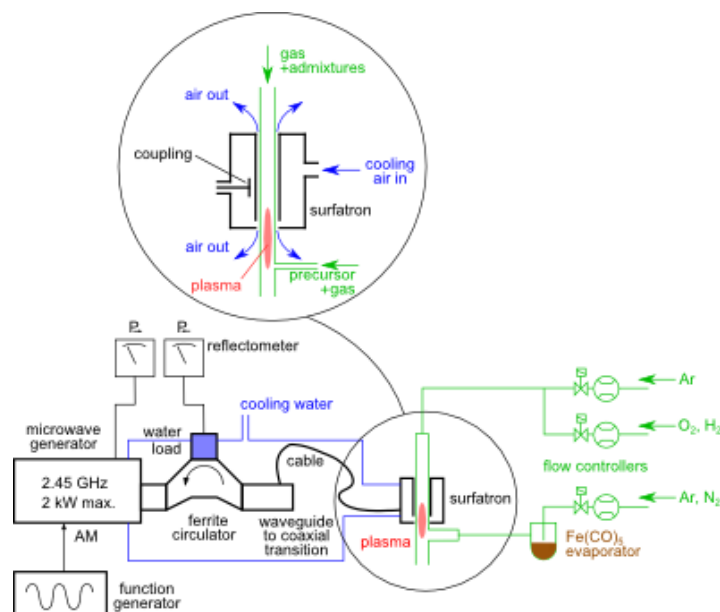 gas
+admixtures
air out
coupling
cooling
air in
surfatron
air out
plasma
precursor
+gas
P
P
reflectometer
Ar
microwave
generator
water
load
cooling water
O₂, H₂
cable
flow controllers
2.45 GHz
2 kW max.
surfatron
Ar, N₂
ferrite
circulator
waveguide
to coaxial
transition
plasma
Fe(CO)₅
evaporator
AM
function
generator